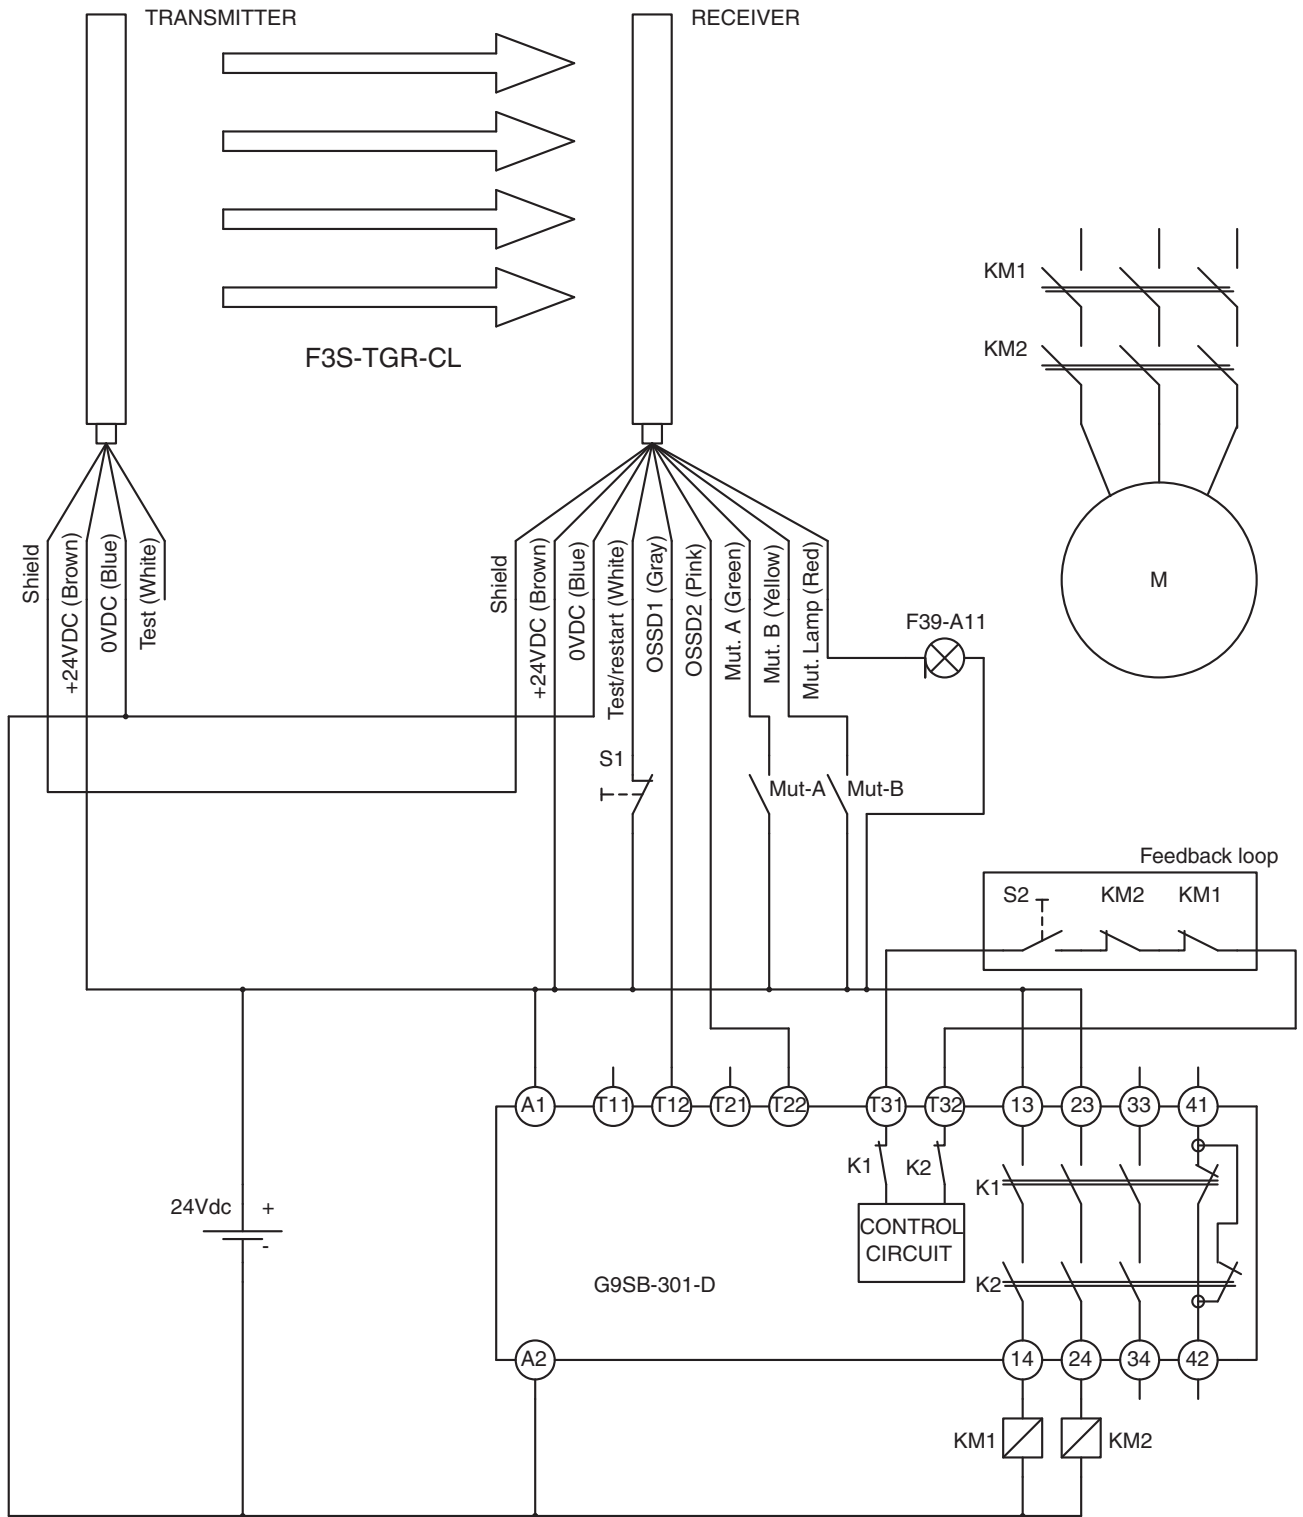 TRANSMITTER
RECEIVER
F3S-TGR-CL
KM1
KM2
M
Shield
+24VDC (Brown)
0VDC (Blue)
Test (White)
Shield
+24VDC (Brown)
0VDC (Blue)
Test/restart (White)
OSSD1 (Gray)
OSSD2 (Pink)
Mut. A (Green)
Mut. B (Yellow)
Mut. Lamp (Red)
F39-A11
S1
Mut-A
Mut-B
Feedback loop
S2
KM2
KM1
A1
T11
T12
T21
T22
T31
T32
13
23
33
41
K1
K2
K1
CONTROL
CIRCUIT
24Vdc
+
-
G9SB-301-D
K2
A2
14
24
34
42
KM1
KM2